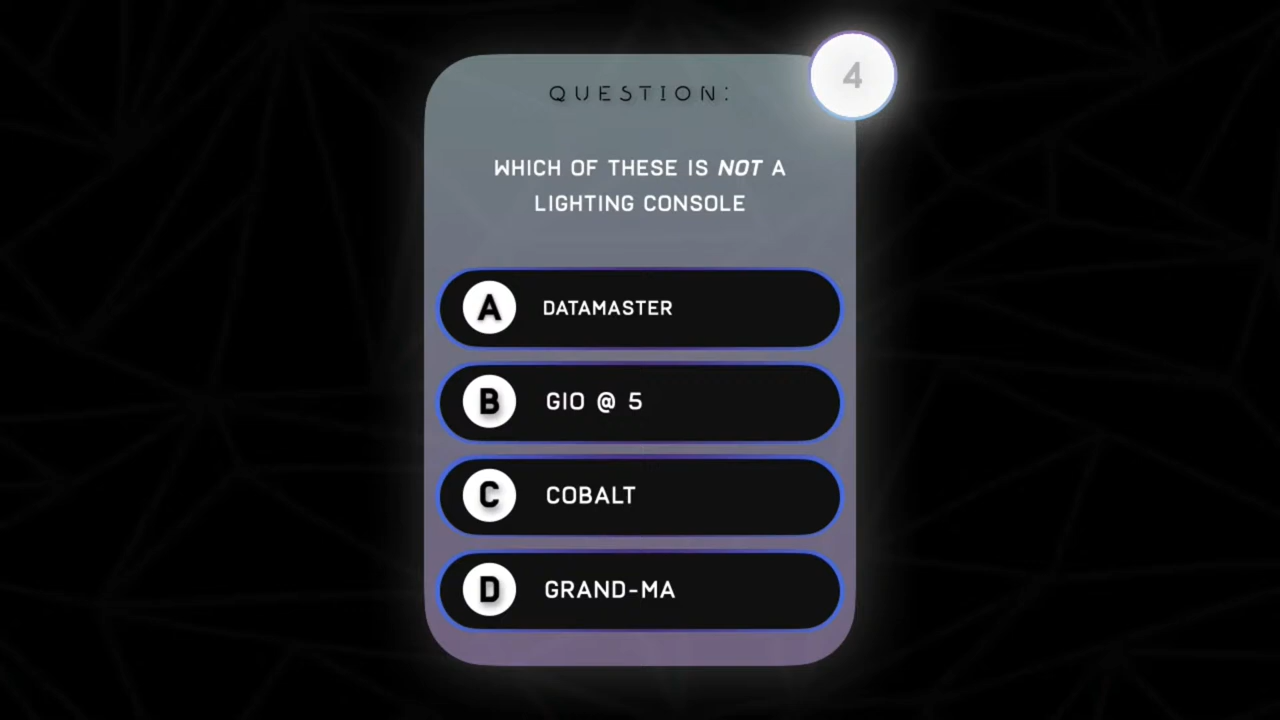 4
QUESTION:
WHICH OF THESE IS NOT A
LIGHTING CONSOLE
A DATAMASTER
B GIO @ 5
C COBALT
D GRAND-MA